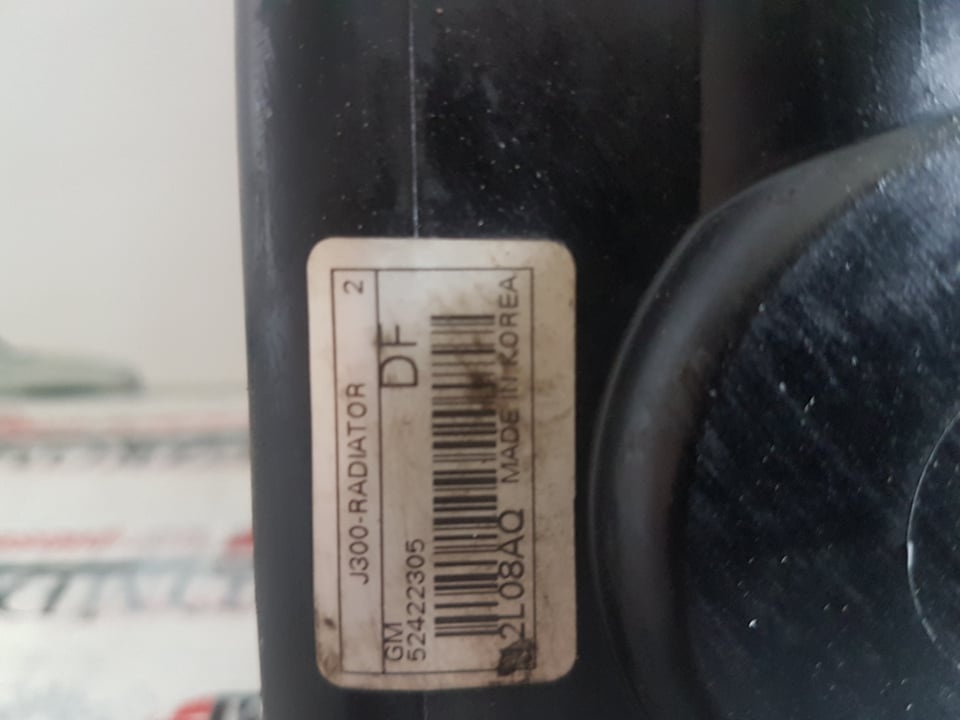 J300-RADIATOR 2
GM DF
52422305
2L08AQ MADE IN KOREA